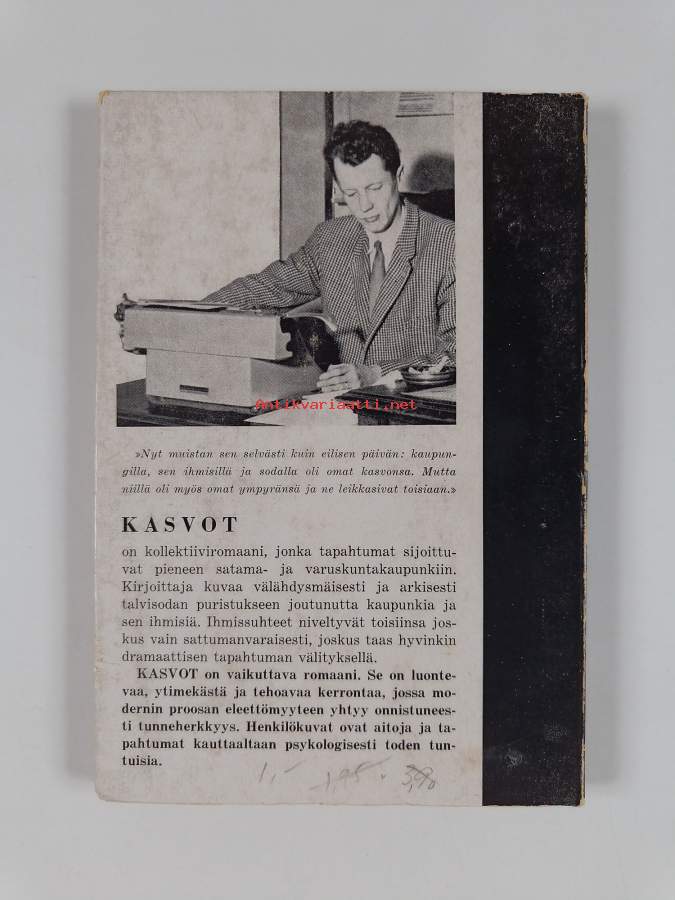 Antikvariaatti.net
»Nyt muistan sen selvästi kuin eilisen päivän: kaupun-
gilla, sen ihmisillä ja sodalla oli omat kasvonsa. Mutta
niillä oli myös omat ympyränsä ja ne leikkasivat toisiaan.»
KASVOT
on kollektiiviromaani, jonka tapahtumat sijoittu-
vat pieneen satama- ja varuskuntakaupunkiin.
Kirjoittaja kuvaa välähdysmäisesti ja arkisesti
talvisodan puristukseen joutunutta kaupunkia ja
sen ihmisiä. Ihmissuhteet niveltyvät toisiinsa jos-
kus vain sattumanvaraisesti, joskus taas hyvinkin
dramaattisen tapahtuman välityksellä.
KASVOT on vaikuttava romaani. Se on luonte-
vaa, ytimekästä ja tehoavaa kerrontaa, jossa mo-
dernin proosan eleettömyyteen yhtyy onnistunees-
ti tunneherkkyys. Henkilökuvat ovat aitoja ja ta-
pahtumat kauttaaltaan psykologisesti toden tun-
tuisia.
1,-